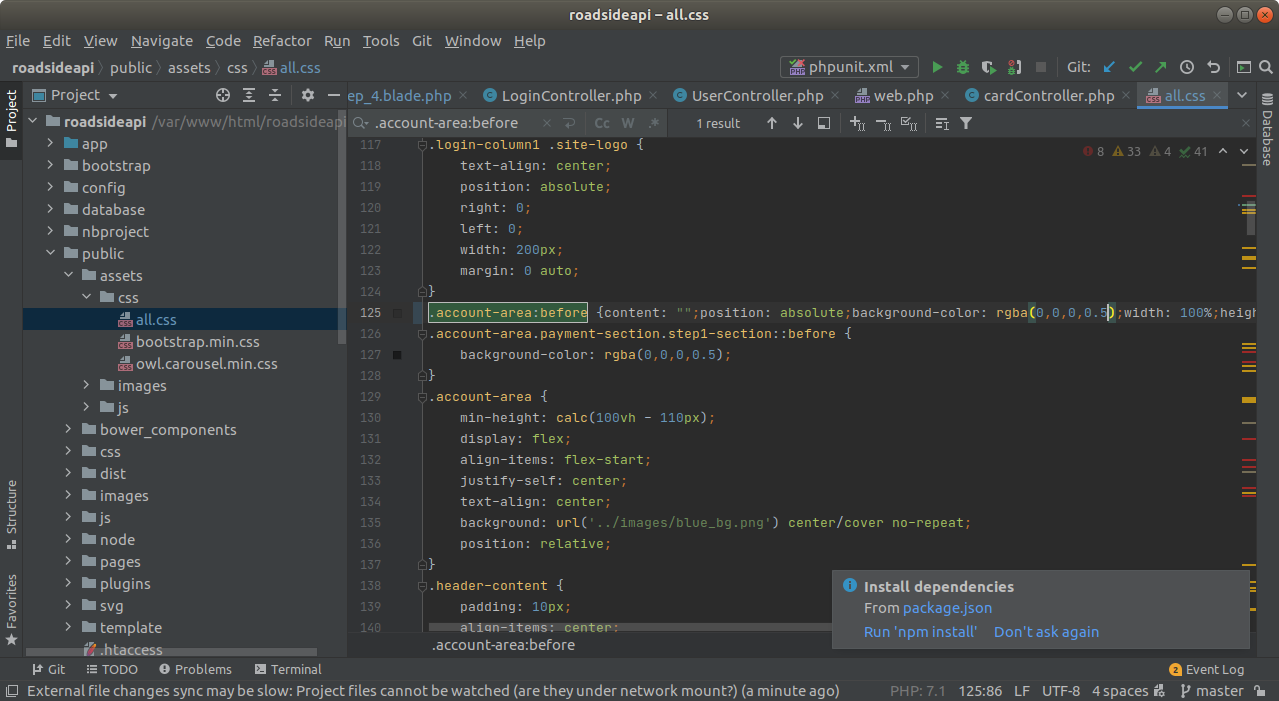 roadsideapi – all.css
File Edit View Navigate Code Refactor Run Tools Git Window Help
roadsideapi public assets css all.css phpunit.xml Git:
Project Project ep_4.blade.php LoginController.php UserController.php web.php cardController.php all.css
roadsideapi /var/www/html/roadsideapi .account-area:before Cc W .* 1 result Database
app 117 .login-column1 .site-logo { 8 33 4 41
bootstrap 118 text-align: center;
config 119 position: absolute;
database 120 right: 0;
nbproject 121 left: 0;
public 122 width: 200px;
assets 123 margin: 0 auto;
css 124 }
all.css 125 .account-area:before {content: "";position: absolute;background-color: rgba(0,0,0,0.5);width: 100%;heigh
bootstrap.min.css 126 .account-area.payment-section.step1-section::before {
owl.carousel.min.css 127 background-color: rgba(0,0,0,0.5);
images 128 }
js 129 .account-area {
bower_components 130 min-height: calc(100vh - 110px);
css 131 display: flex;
dist 132 align-items: flex-start;
images 133 justify-self: center;
js 134 text-align: center;
node 135 background: url('../images/blue_bg.png') center/cover no-repeat;
pages 136 position: relative;
plugins 137 }
svg 138 .header-content {
template 139 padding: 10px;
.htaccess 140 align-items: center;
Structure
Favorites
Install dependencies
From package.json
Run 'npm install' Don't ask again
.account-area:before
Git TODO Problems Terminal 2 Event Log
External file changes sync may be slow: Project files cannot be watched (are they under network mount?) (a minute ago) PHP: 7.1 125:86 LF UTF-8 4 spaces master